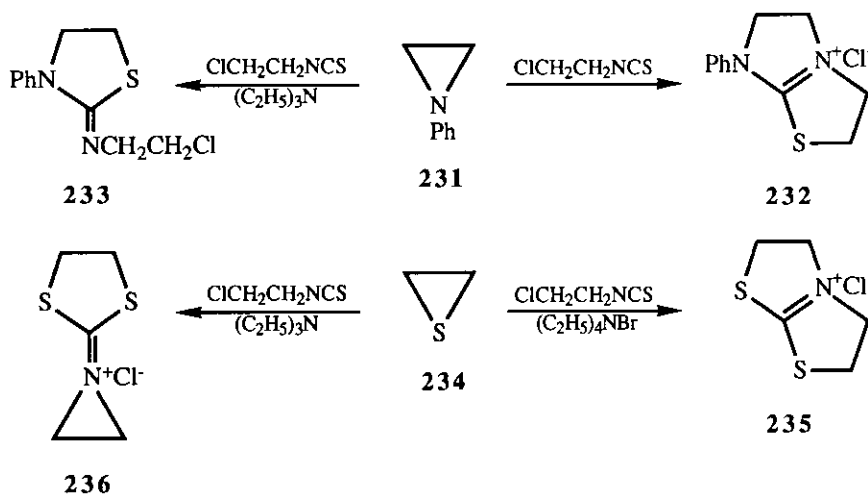 PhN S
NCH2CH2Cl
233
ClCH2CH2NCS
(C2H5)3N
N
Ph
231
ClCH2CH2NCS
PhN N+Cl-
S
232
S S
N+Cl-
236
ClCH2CH2NCS
(C2H5)3N
S
234
ClCH2CH2NCS
(C2H5)4NBr
S N+Cl-
S
235